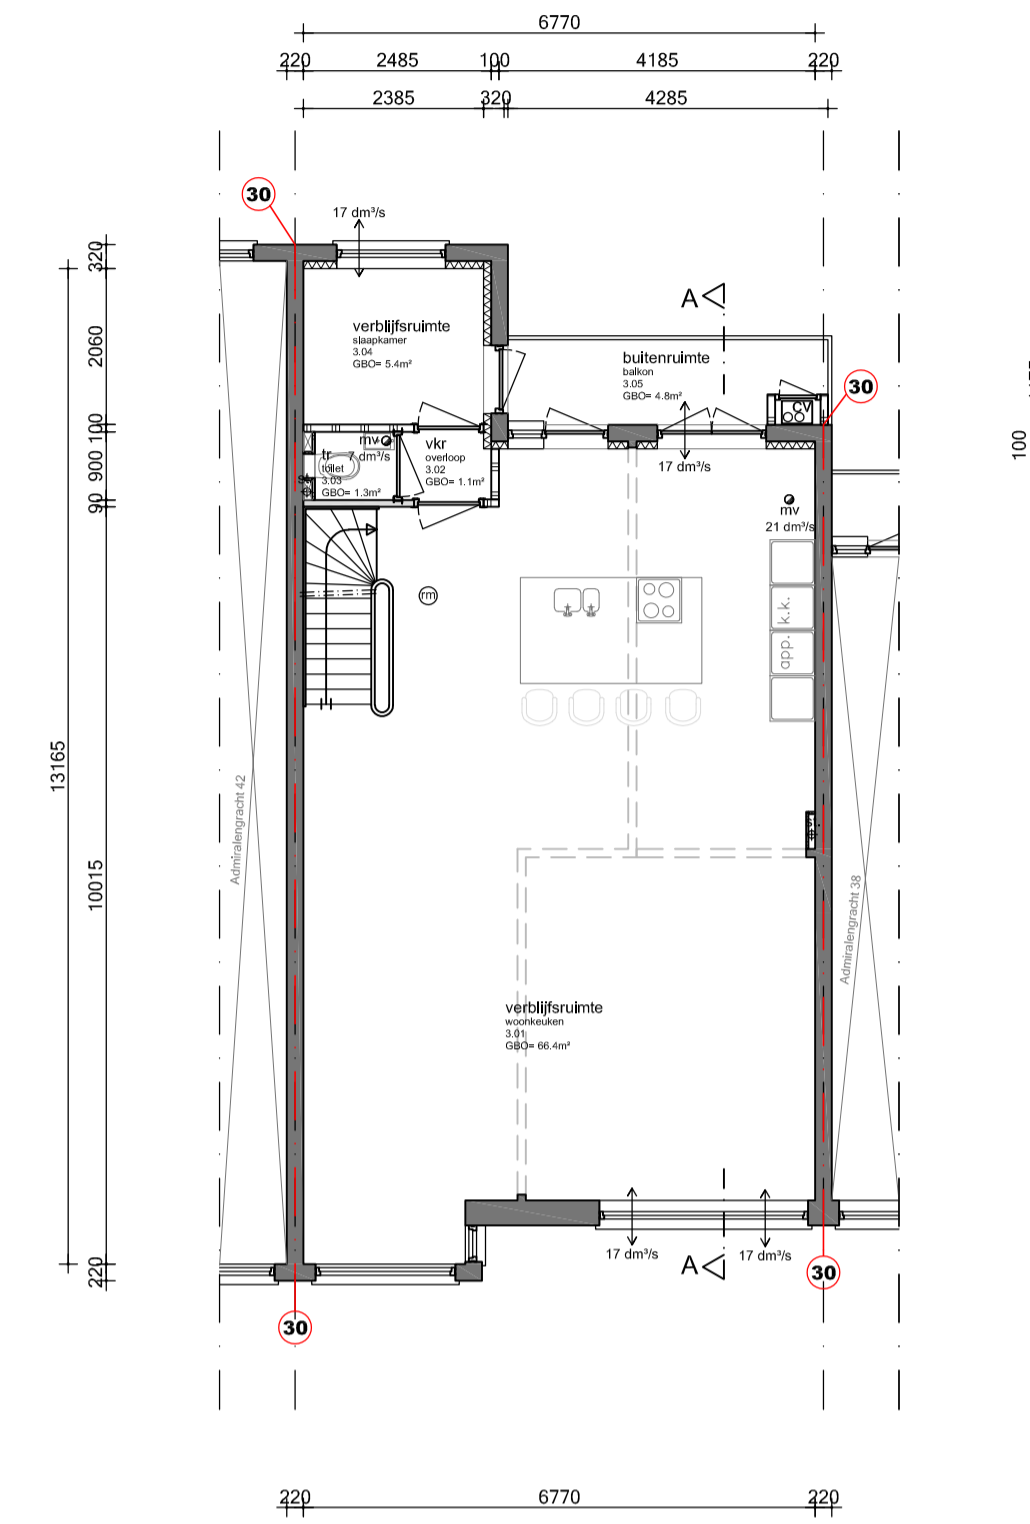 6770
220 2485 100 4185 220
2385 320 4285
30
17 dm³/s
320
A
verblijfsruimte
slaapkamer
3.04
GBO= 5.4m²
2060
buitenruimte
balkon
3.05
GBO= 4.8m²
30
cv
100
100
mv
7 dm³/s
tr
toilet
3.03
GBO= 1.3m²
vkr
overloop
3.02
GBO= 1.1m²
17 dm³/s
900
90
mv
21 dm³/s
rm
k.k.
app.
13165
Admiralengracht 42
10015
Admiralengracht 38
verblijfsruimte
woonkeuken
3.01
GBO= 66.4m²
17 dm³/s
17 dm³/s
A
220
30
30
220 6770 220